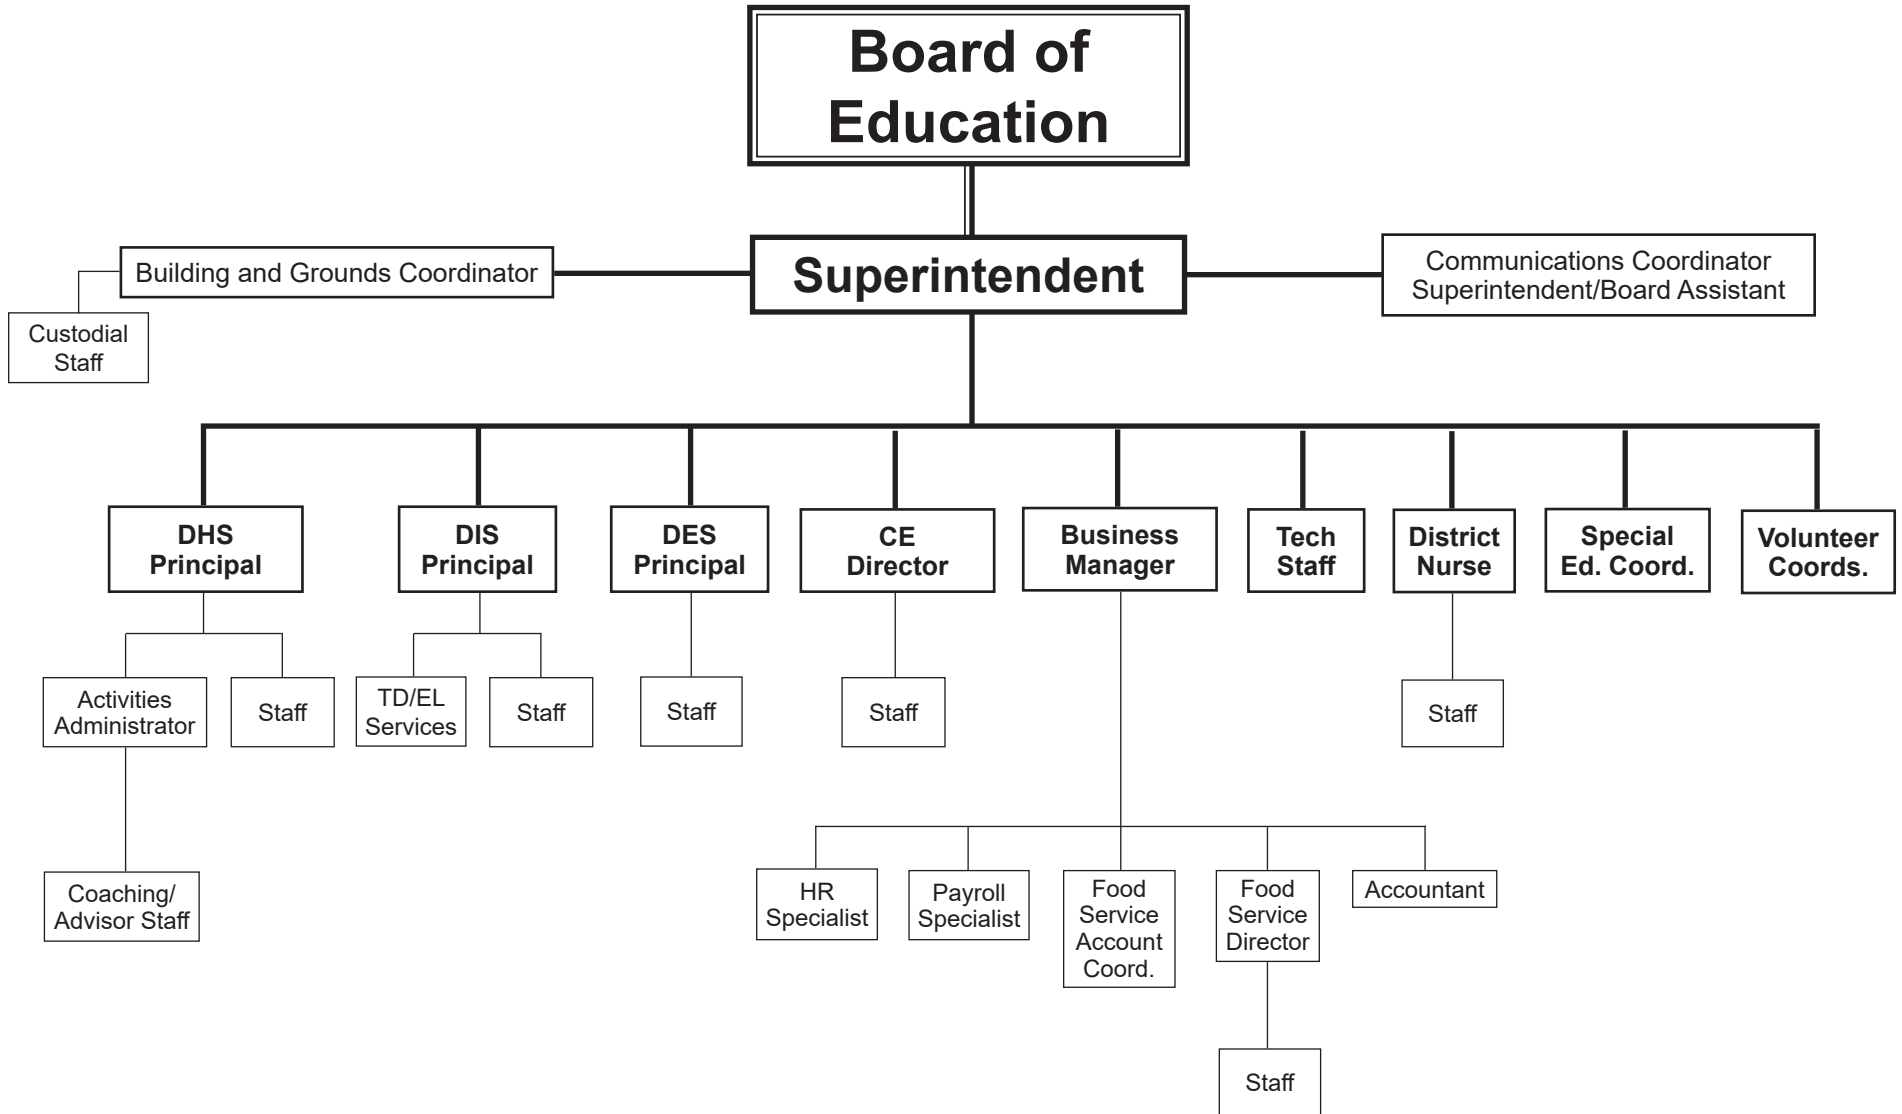 Board of
Education
Superintendent
Building and Grounds Coordinator
Communications Coordinator
Superintendent/Board Assistant
Custodial
Staff
DHS
Principal
DIS
Principal
DES
Principal
CE
Director
Business
Manager
Tech
Staff
District
Nurse
Special
Ed. Coord.
Volunteer
Coords.
Activities
Administrator
Staff
TD/EL
Services
Staff
Staff
Staff
Staff
Coaching/
Advisor Staff
HR
Specialist
Payroll
Specialist
Food
Service
Account
Coord.
Food
Service
Director
Accountant
Staff